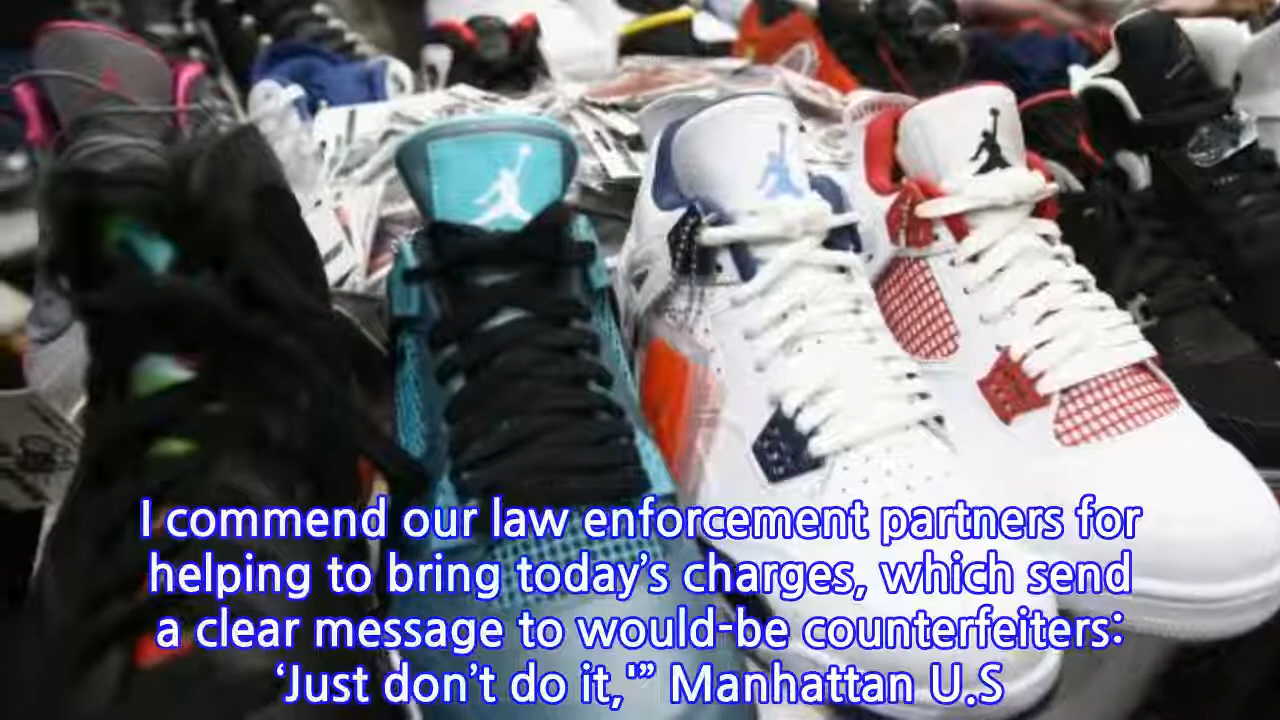 I commend our law enforcement partners for
helping to bring today’s charges, which send
a clear message to would-be counterfeiters:
‘Just don’t do it,'” Manhattan U.S